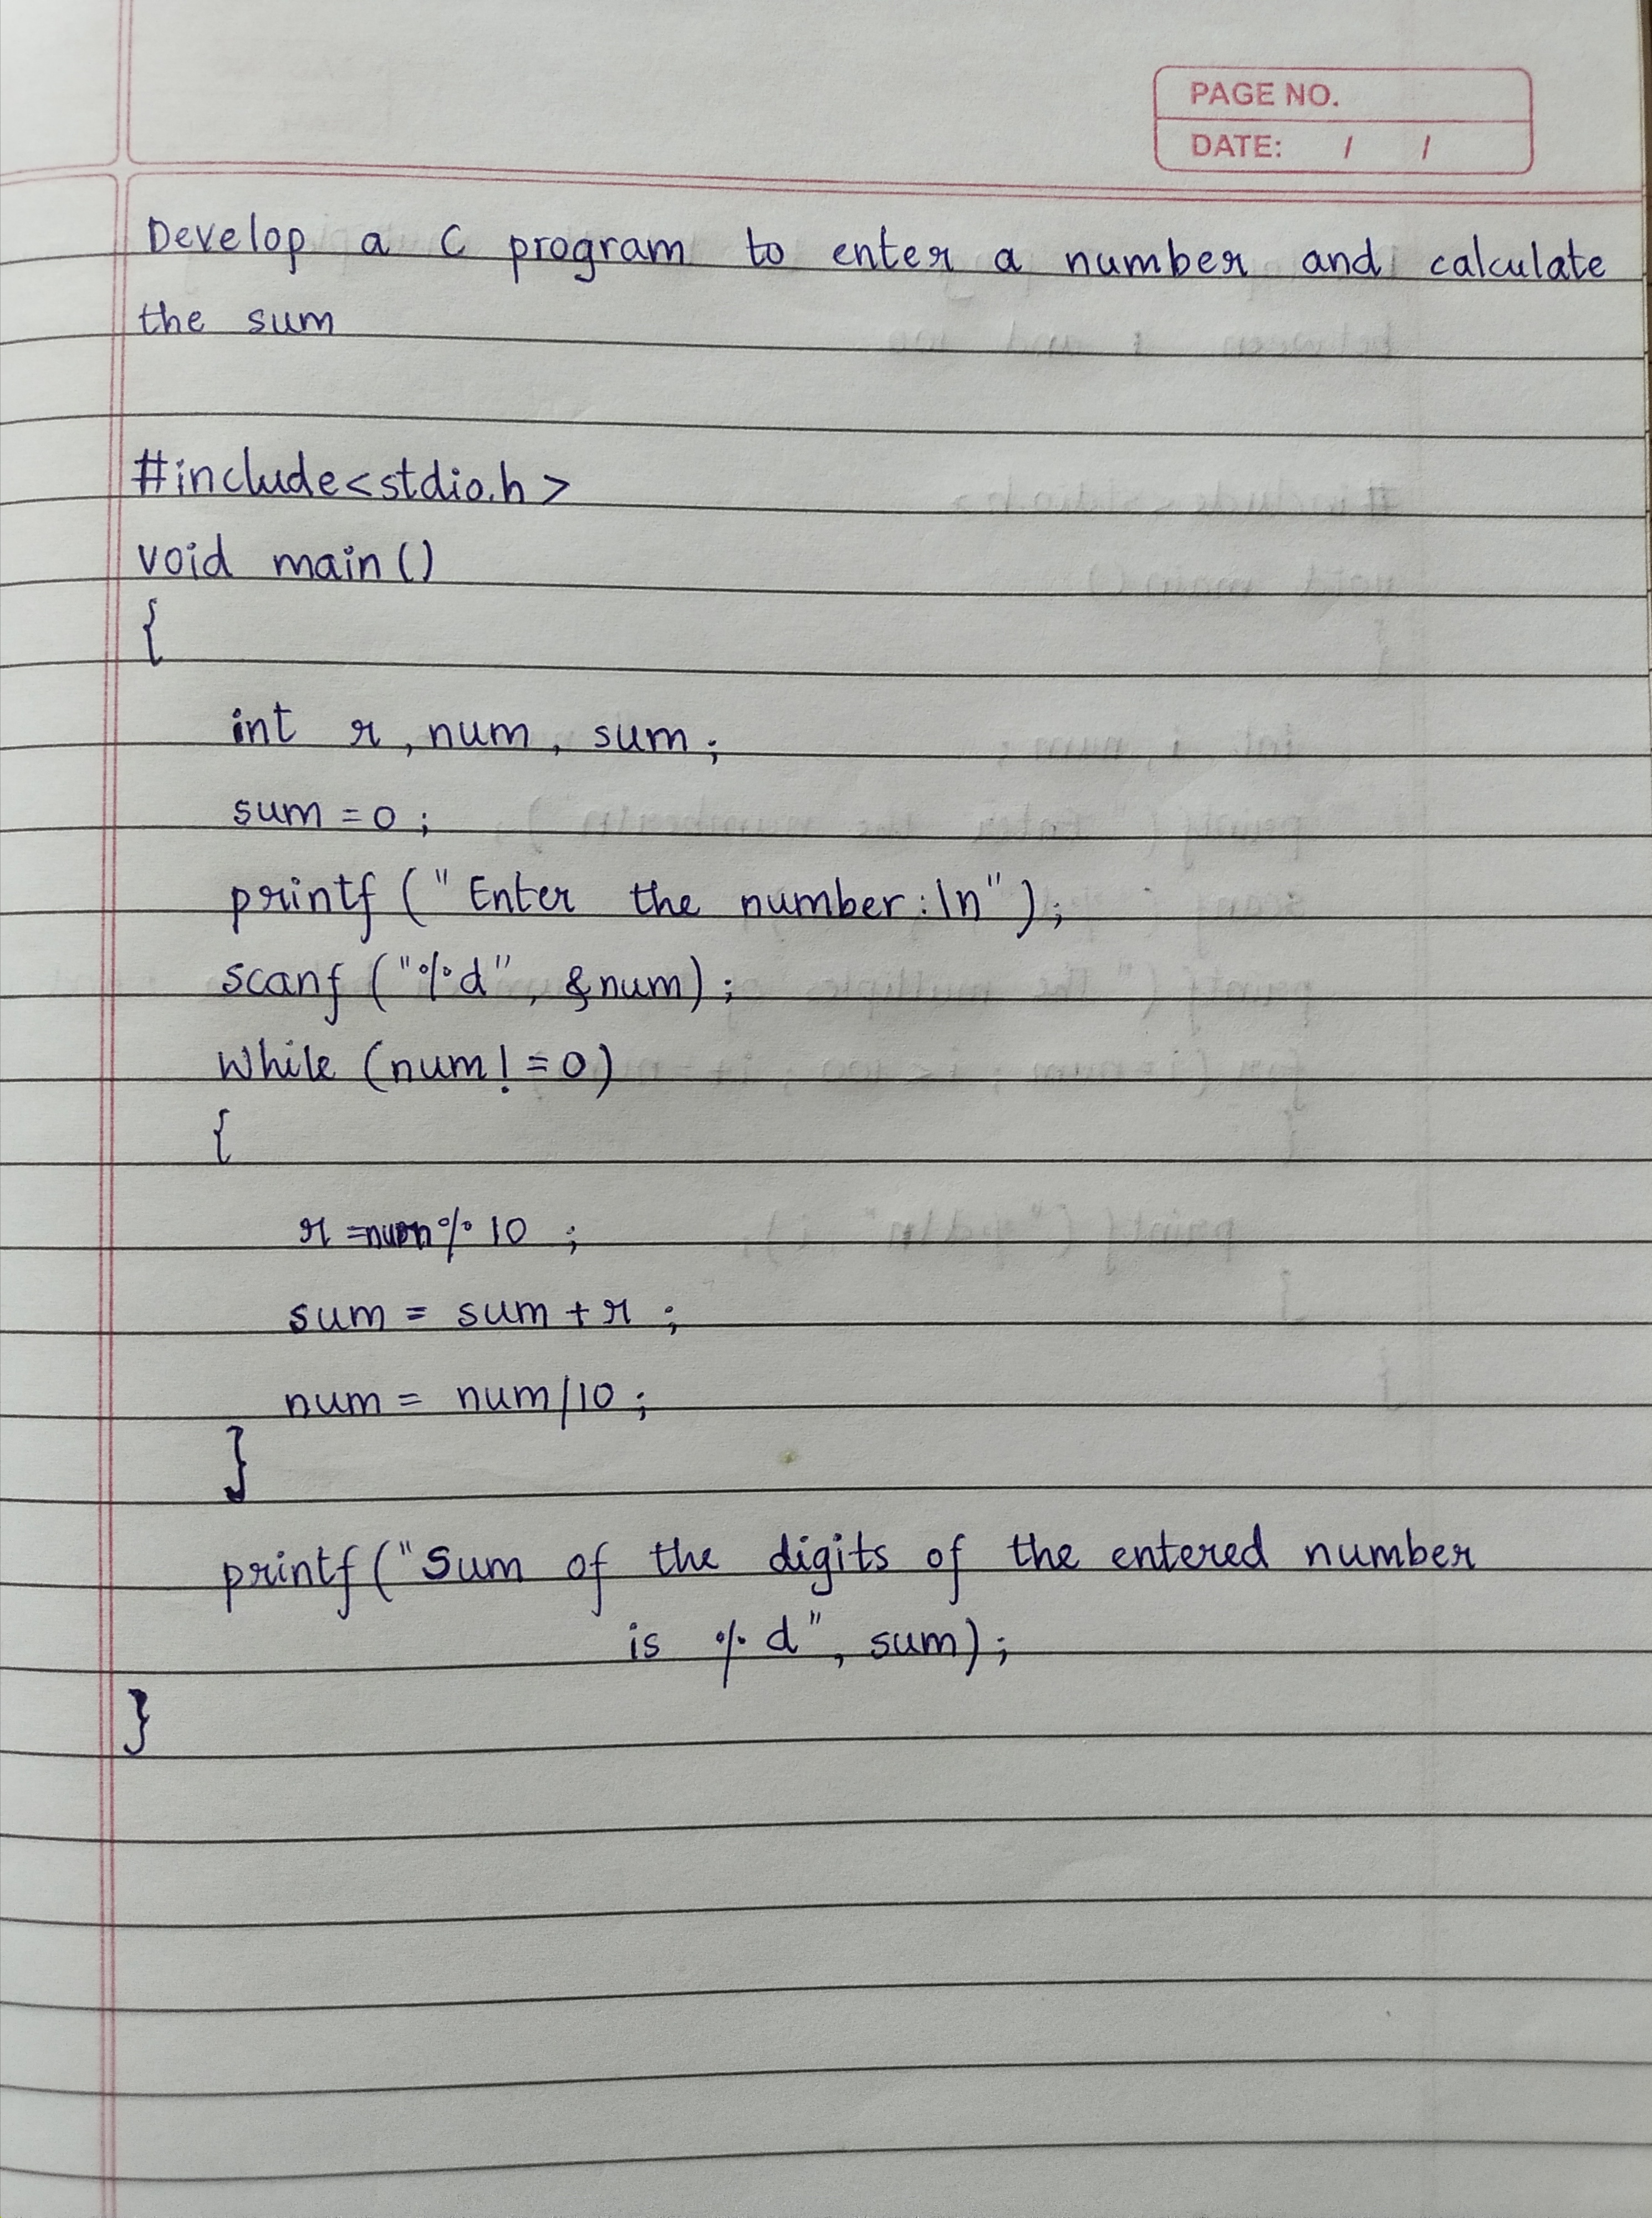 PAGE NO.
DATE: / /
Develop a C program to enter a number and calculate
the sum
#include<stdio.h>
void main()
{
int r, num, sum;
sum = 0;
printf ("Enter the number:\n");
scanf ("%d", &num);
while (num! = 0)
{
r = num % 10 ;
sum = sum + r ;
num = num/10 ;
}
printf ("Sum of the digits of the entered number
is %d", sum);
}